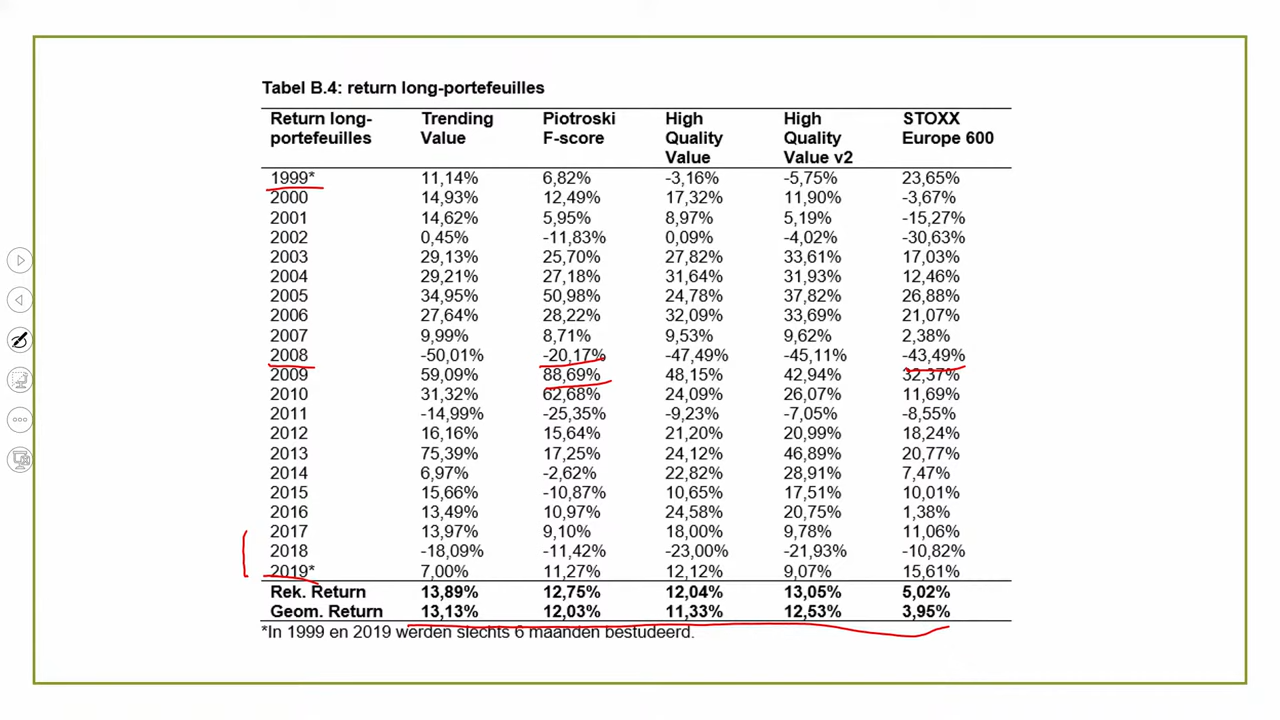 Tabel B.4: return long-portefeuilles
Return long- Trending Piotroski High High STOXX
portefeuilles Value F-score Quality Quality Europe 600
Value Value v2
1999* 11,14% 6,82% -3,16% -5,75% 23,65%
2000 14,93% 12,49% 17,32% 11,90% -3,67%
2001 14,62% 5,95% 8,97% 5,19% -15,27%
2002 0,45% -11,83% 0,09% -4,02% -30,63%
2003 29,13% 25,70% 27,82% 33,61% 17,03%
2004 29,21% 27,18% 31,64% 31,93% 12,46%
2005 34,95% 50,98% 24,78% 37,82% 26,88%
2006 27,64% 28,22% 32,09% 33,69% 21,07%
2007 9,99% 8,71% 9,53% 9,62% 2,38%
2008 -50,01% -20,17% -47,49% -45,11% -43,49%
2009 59,09% 88,69% 48,15% 42,94% 32,37%
2010 31,32% 62,68% 24,09% 26,07% 11,69%
2011 -14,99% -25,35% -9,23% -7,05% -8,55%
2012 16,16% 15,64% 21,20% 20,99% 18,24%
2013 75,39% 17,25% 24,12% 46,89% 20,77%
2014 6,97% -2,62% 22,82% 28,91% 7,47%
2015 15,66% -10,87% 10,65% 17,51% 10,01%
2016 13,49% 10,97% 24,58% 20,75% 1,38%
2017 13,97% 9,10% 18,00% 9,78% 11,06%
2018 -18,09% -11,42% -23,00% -21,93% -10,82%
2019* 7,00% 11,27% 12,12% 9,07% 15,61%
Rek. Return 13,89% 12,75% 12,04% 13,05% 5,02%
Geom. Return 13,13% 12,03% 11,33% 12,53% 3,95%
*In 1999 en 2019 werden slechts 6 maanden bestudeerd.